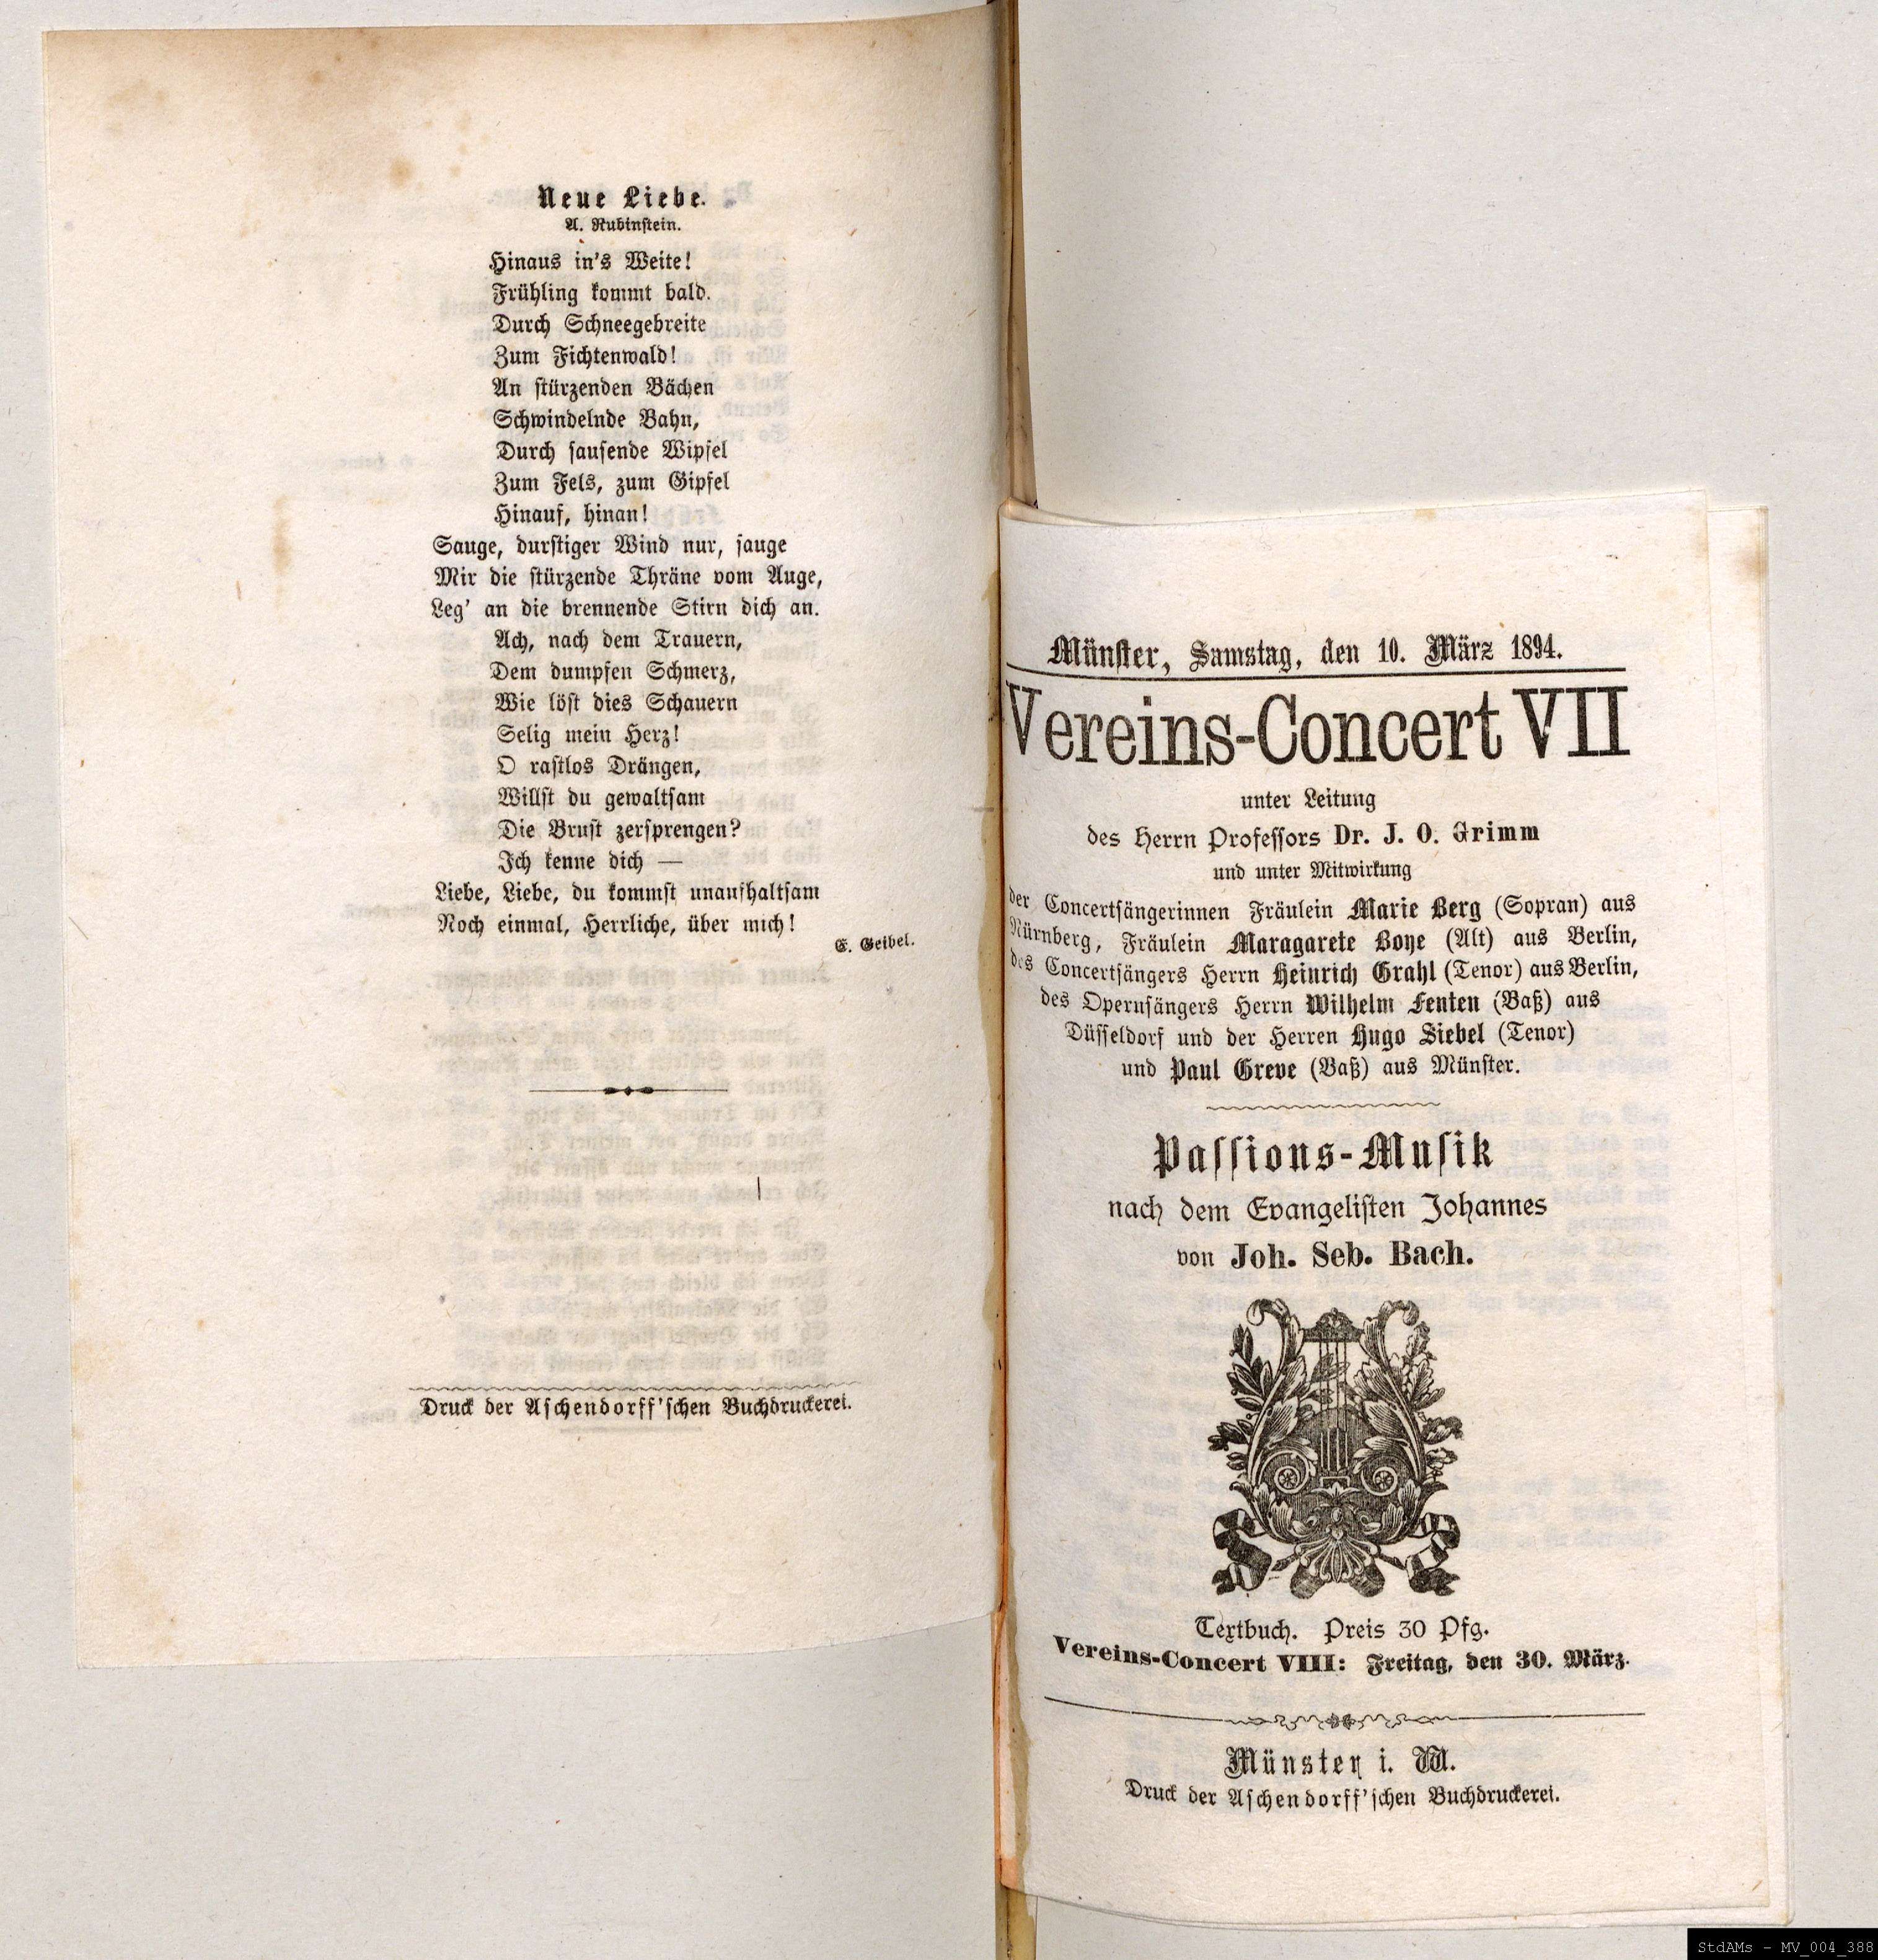 Neue Liebe.
A. Rubinstein.
Hinaus in's Weite!
Frühling kommt bald.
Durch Schneegebreite
Zum Fichtenwald!
An stürzenden Bächen
Schwindelnde Bahn,
Durch sausende Wipfel
Zum Fels, zum Gipfel
Hinauf, hinan!
Sauge, durstiger Wind nur, sauge
Mir die stürzende Thräne vom Auge,
Leg' an die brennende Stirn dich an.
Ach, nach dem Trauern,
Dem dumpfen Schmerz,
Wie löst dies Schauern
Selig mein Herz!
O rastlos Drängen,
Willst du gewaltsam
Die Brust zersprengen?
Ich kenne dich —
Liebe, Liebe, du kommst unaufhaltsam
Noch einmal, Herrliche, über mich!
E. Geibel.
Druck der Aschendorff'schen Buchdruckerei.
Münster, Samstag, den 10. März 1894.
Vereins-Concert VII
unter Leitung
des Herrn Professors Dr. J. O. Grimm
und unter Mitwirkung
der Concertsängerinnen Fräulein Marie Berg (Sopran) aus
Nürnberg, Fräulein Maragarete Boye (Alt) aus Berlin,
des Concertsängers Herrn Heinrich Grahl (Tenor) aus Berlin,
des Opernsängers Herrn Wilhelm Fenten (Baß) aus
Düsseldorf und der Herren Hugo Siebel (Tenor)
und Paul Greve (Baß) aus Münster.
Passions-Musik
nach dem Evangelisten Johannes
von Joh. Seb. Bach.
Textbuch. Preis 30 Pfg.
Vereins-Concert VIII: Freitag, den 30. März.
Münster i. W.
Druck der Aschendorff'schen Buchdruckerei.
StdAMs - MV_004_388